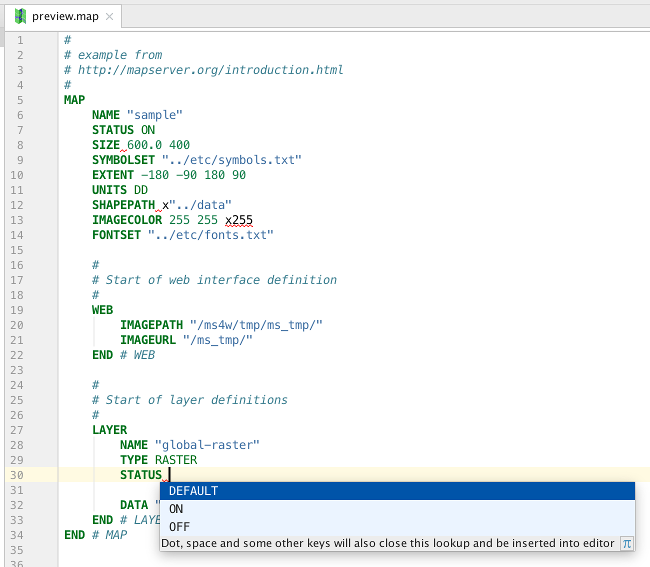 preview.map
1 #
2 # example from
3 # http://mapserver.org/introduction.html
4 #
5 MAP
6 NAME "sample"
7 STATUS ON
8 SIZE 600.0 400
9 SYMBOLSET "../etc/symbols.txt"
10 EXTENT -180 -90 180 90
11 UNITS DD
12 SHAPEPATH x"../data"
13 IMAGECOLOR 255 255 x255
14 FONTSET "../etc/fonts.txt"
15
16 #
17 # Start of web interface definition
18 #
19 WEB
20 IMAGEPATH "/ms4w/tmp/ms_tmp/"
21 IMAGEURL "/ms_tmp/"
22 END # WEB
23
24 #
25 # Start of layer definitions
26 #
27 LAYER
28 NAME "global-raster"
29 TYPE RASTER
30 STATUS
31 DEFAULT
ON
32 DATA "
OFF
33 END # LAYE
Dot, space and some other keys will also close this lookup and be inserted into editor π
34 END # MAP
35
36